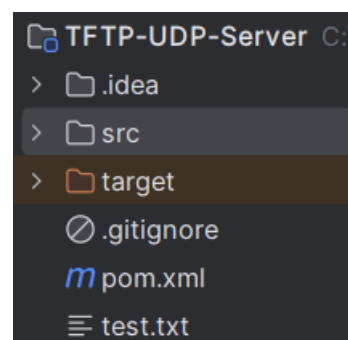 TFTP-UDP-Server C:
.idea
src
target
.gitignore
m pom.xml
test.txt